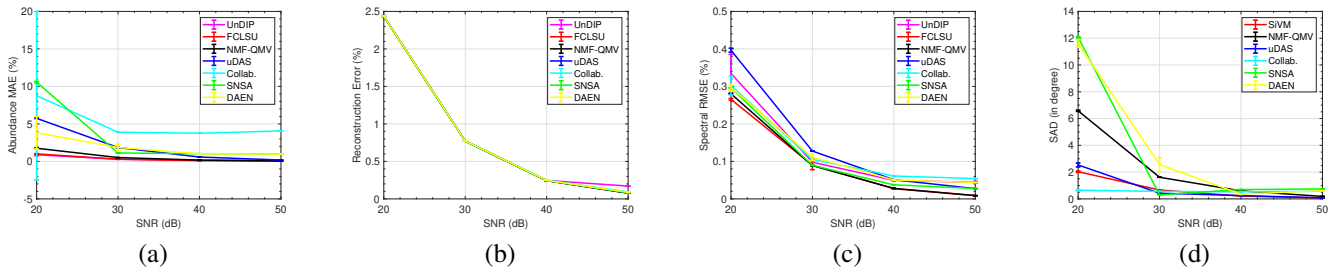 Abundance MAE (%)
20
15
10
5
0
-5
20 30 40 50
SNR (dB)
UnDIP
FCLSU
NMF-QMV
uDAS
Collab.
SNSA
DAEN
(a)
Reconstruction Error (%)
2.5
2
1.5
1
0.5
0
20 30 40 50
SNR (dB)
UnDIP
FCLSU
NMF-QMV
uDAS
Collab.
SNSA
DAEN
(b)
Spectral RMSE (%)
0.5
0.4
0.3
0.2
0.1
0
20 30 40 50
SNR (dB)
UnDIP
FCLSU
NMF-QMV
uDAS
Collab.
SNSA
DAEN
(c)
SAD (in degree)
14
12
10
8
6
4
2
0
20 30 40 50
SNR (dB)
SiVM
NMF-QMV
uDAS
Collab.
SNSA
DAEN
(d)